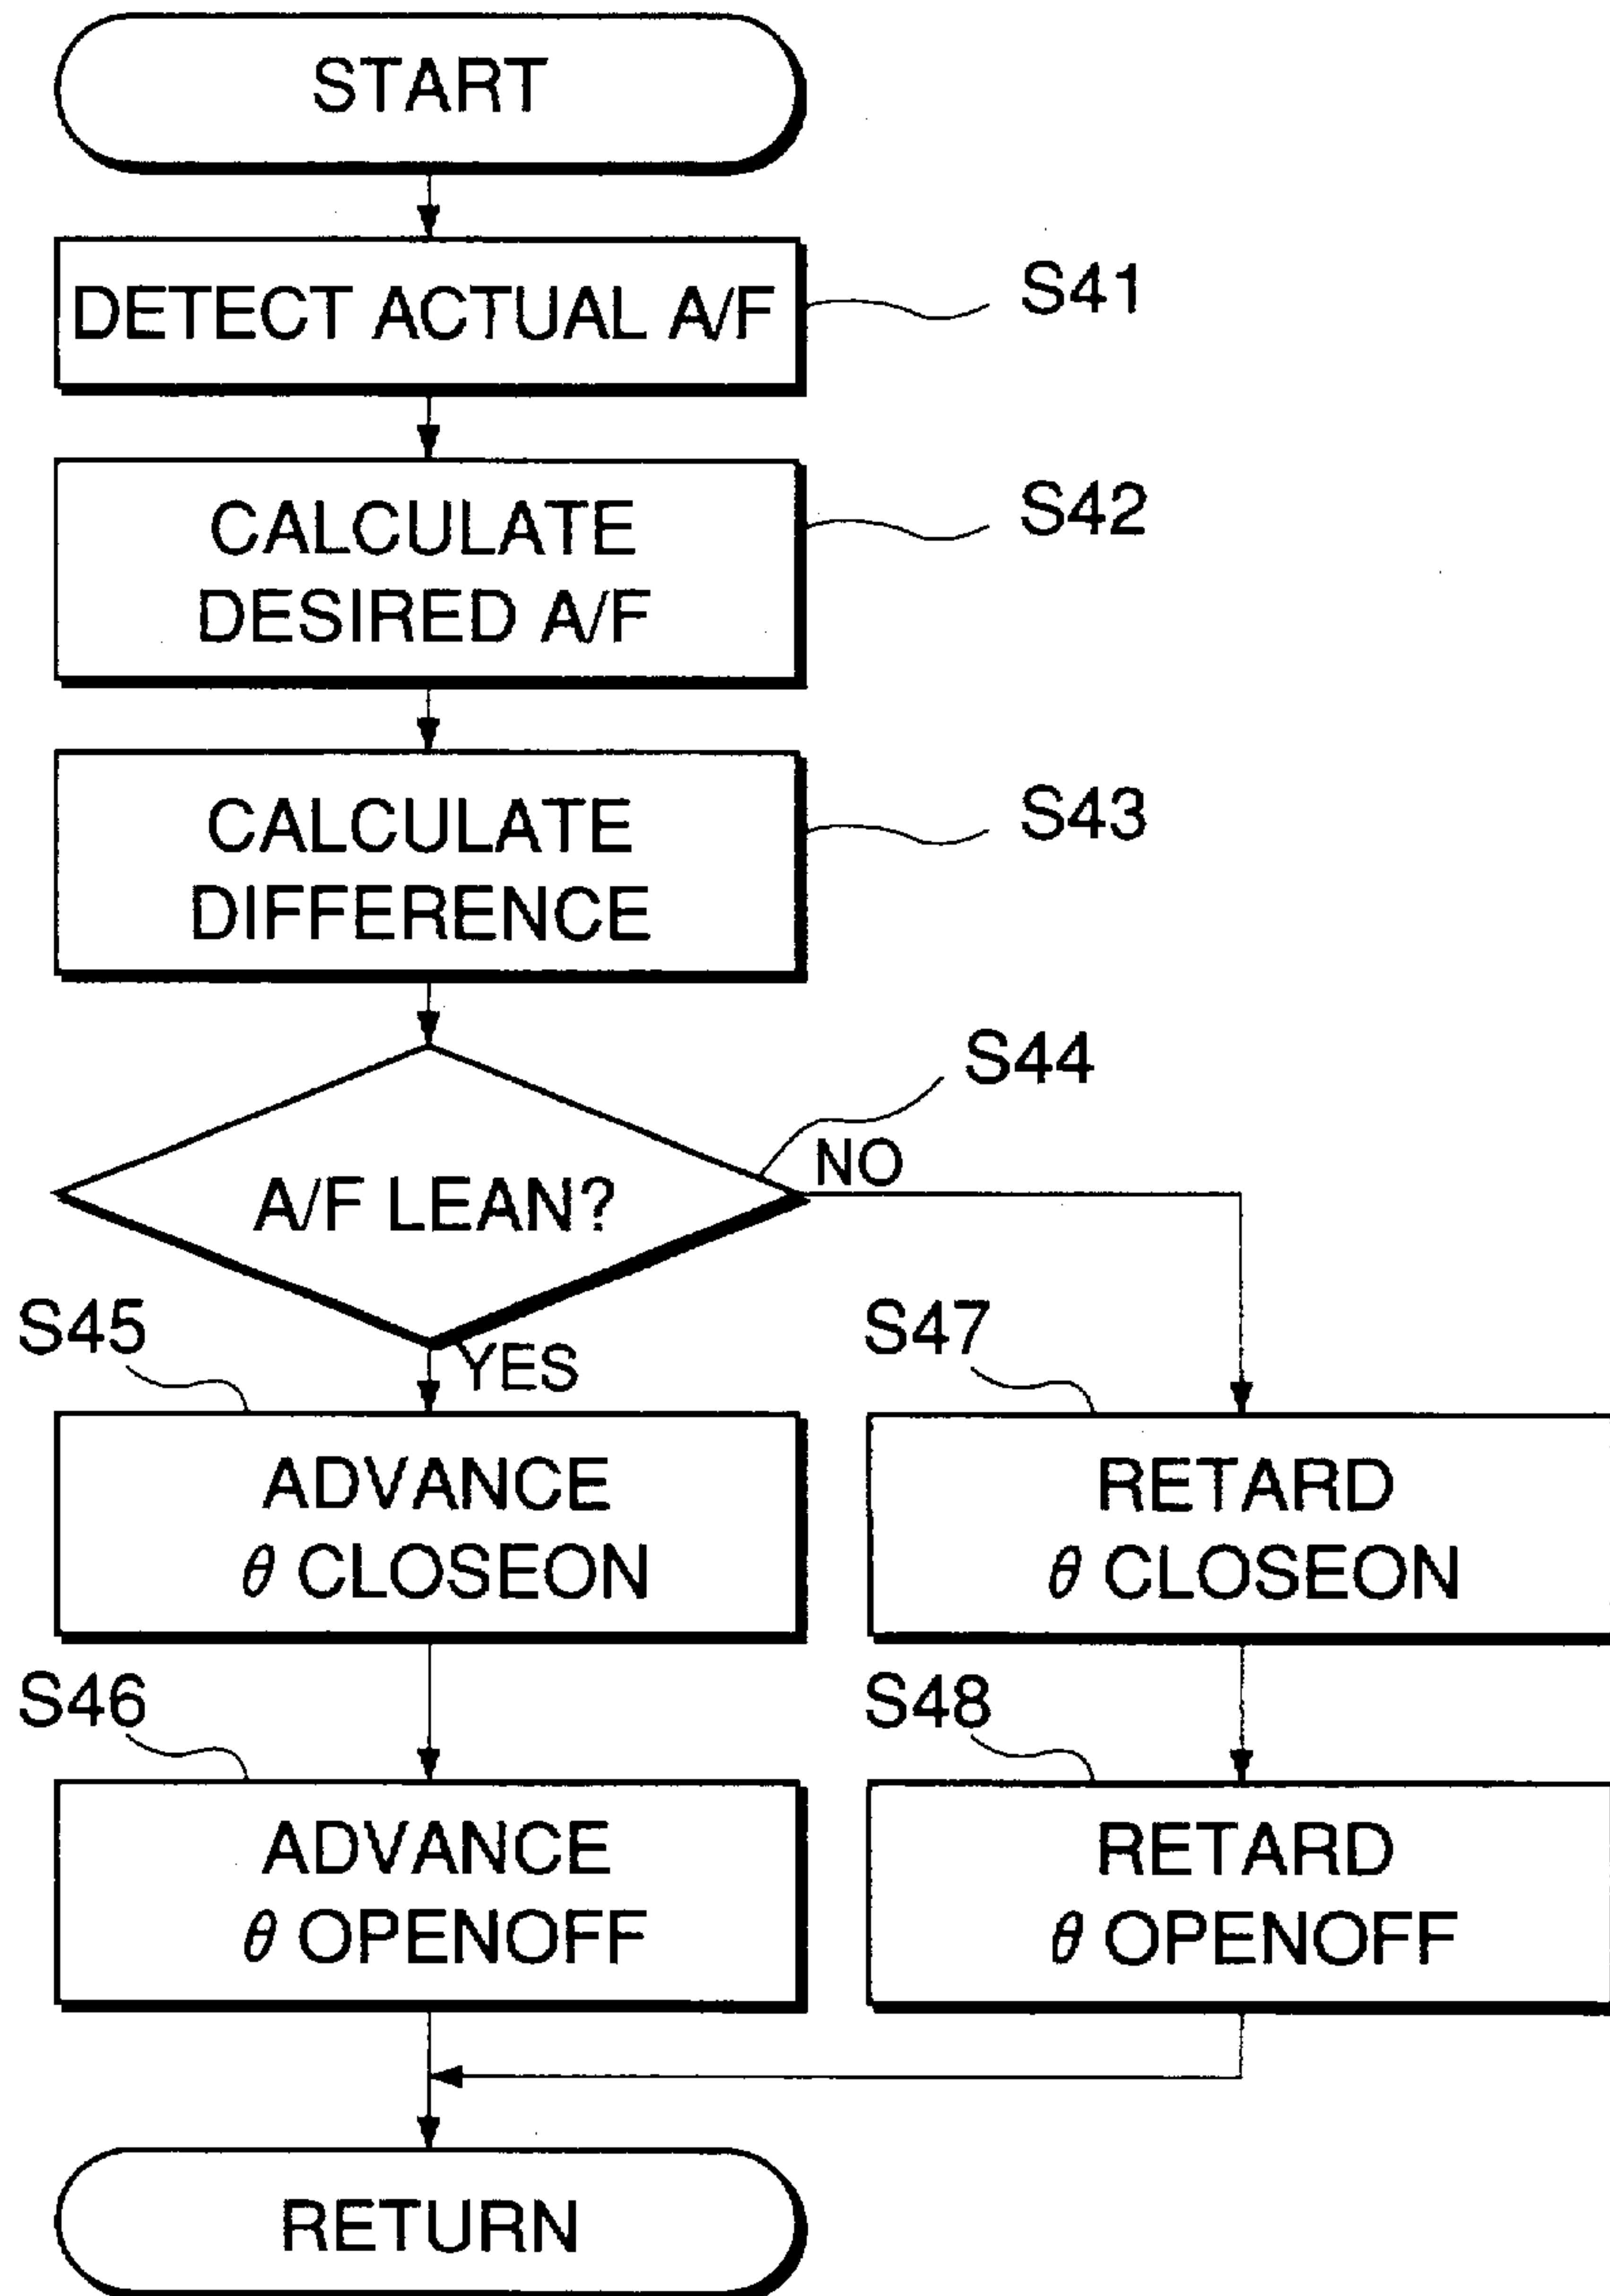 START
DETECT ACTUAL A/F
S41
CALCULATE
DESIRED A/F
S42
CALCULATE
DIFFERENCE
S43
S44
A/F LEAN?
NO
YES
S45
ADVANCE
θ CLOSEON
S47
RETARD
θ CLOSEON
S46
ADVANCE
θ OPENOFF
S48
RETARD
θ OPENOFF
RETURN